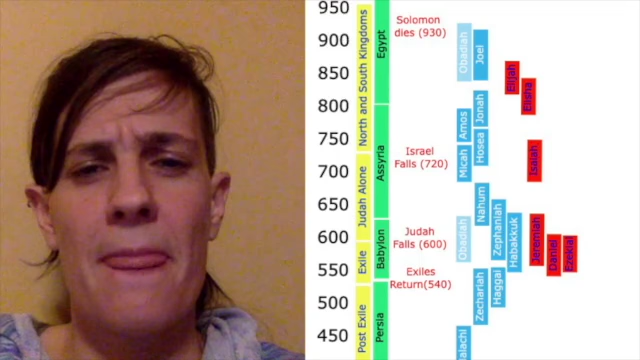 950
900
850
800
750
700
650
600
550
500
450
North and South Kingdoms
Judah Alone
Exile
Post Exile
Egypt
Assyria
Babylon
Persia
Solomon
dies (930)
Israel
Falls (720)
Judah
Falls (600)
Exiles
Return(540)
Obadiah
Joel
Elijah
Elisha
Amos
Jonah
Micah
Hosea
Isaiah
Nahum
Obadiah
Zephaniah
Habakkuk
Jeremiah
Daniel
Ezekial
Zechariah
Haggai
alachi